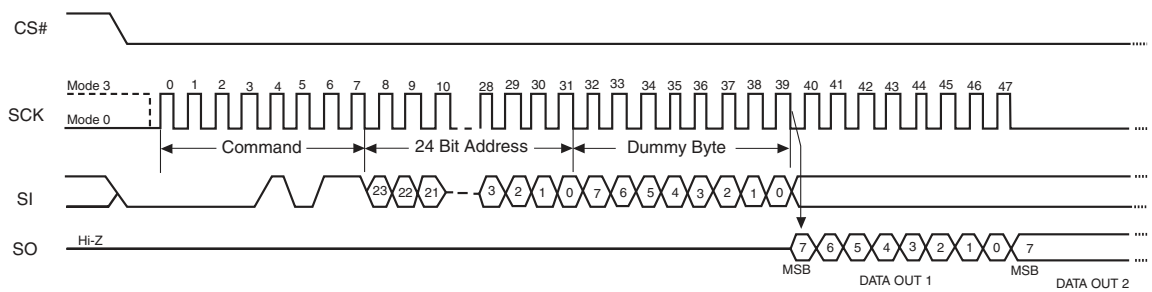 CS#
Mode 3
0 1 2 3 4 5 6 7 8 9 10 28 29 30 31 32 33 34 35 36 37 38 39 40 41 42 43 44 45 46 47
SCK
Mode 0
Command 24 Bit Address Dummy Byte
SI 23 22 21 3 2 1 0 7 6 5 4 3 2 1 0
SO Hi-Z 7 6 5 4 3 2 1 0 7
MSB DATA OUT 1 MSB DATA OUT 2